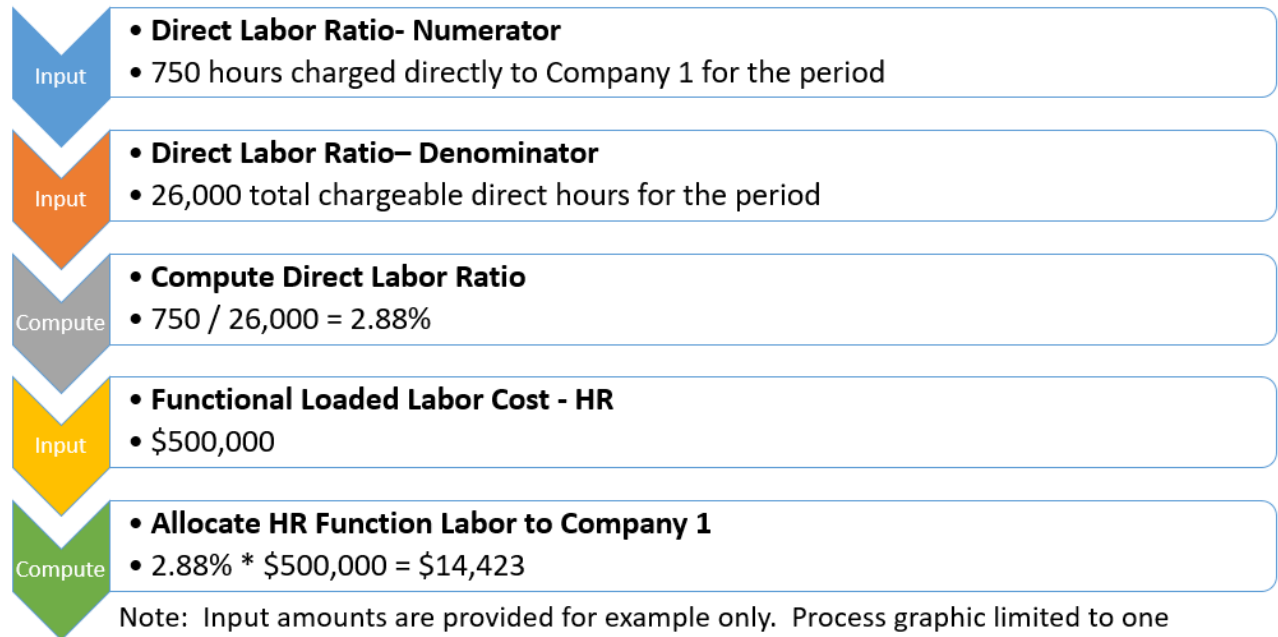 • Direct Labor Ratio- Numerator
Input
• 750 hours charged directly to Company 1 for the period
• Direct Labor Ratio– Denominator
Input
• 26,000 total chargeable direct hours for the period
• Compute Direct Labor Ratio
Compute
• 750 / 26,000 = 2.88%
• Functional Loaded Labor Cost - HR
Input
• $500,000
• Allocate HR Function Labor to Company 1
Compute
• 2.88% * $500,000 = $14,423
Note:  Input amounts are provided for example only.  Process graphic limited to one